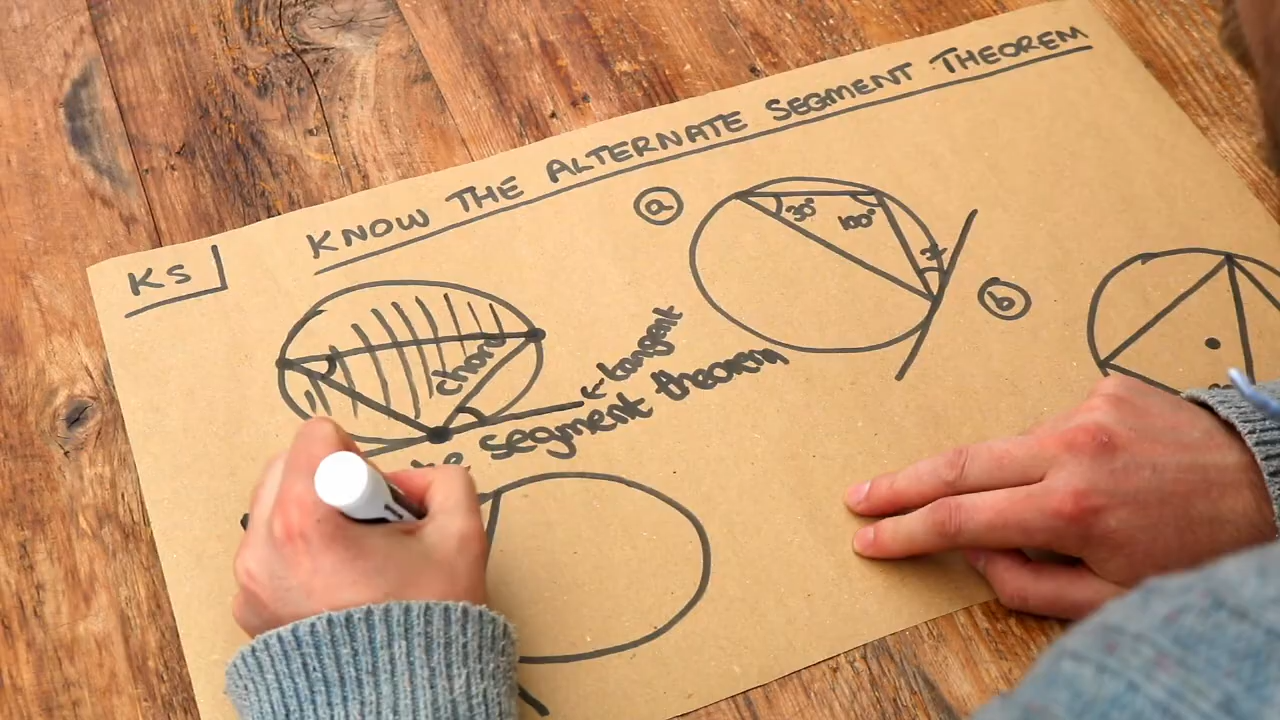 KNOW THE ALTERNATE SEGMENT THEOREM
KS
a
30°
100°
x
b
chord
← tangent
segment theorem